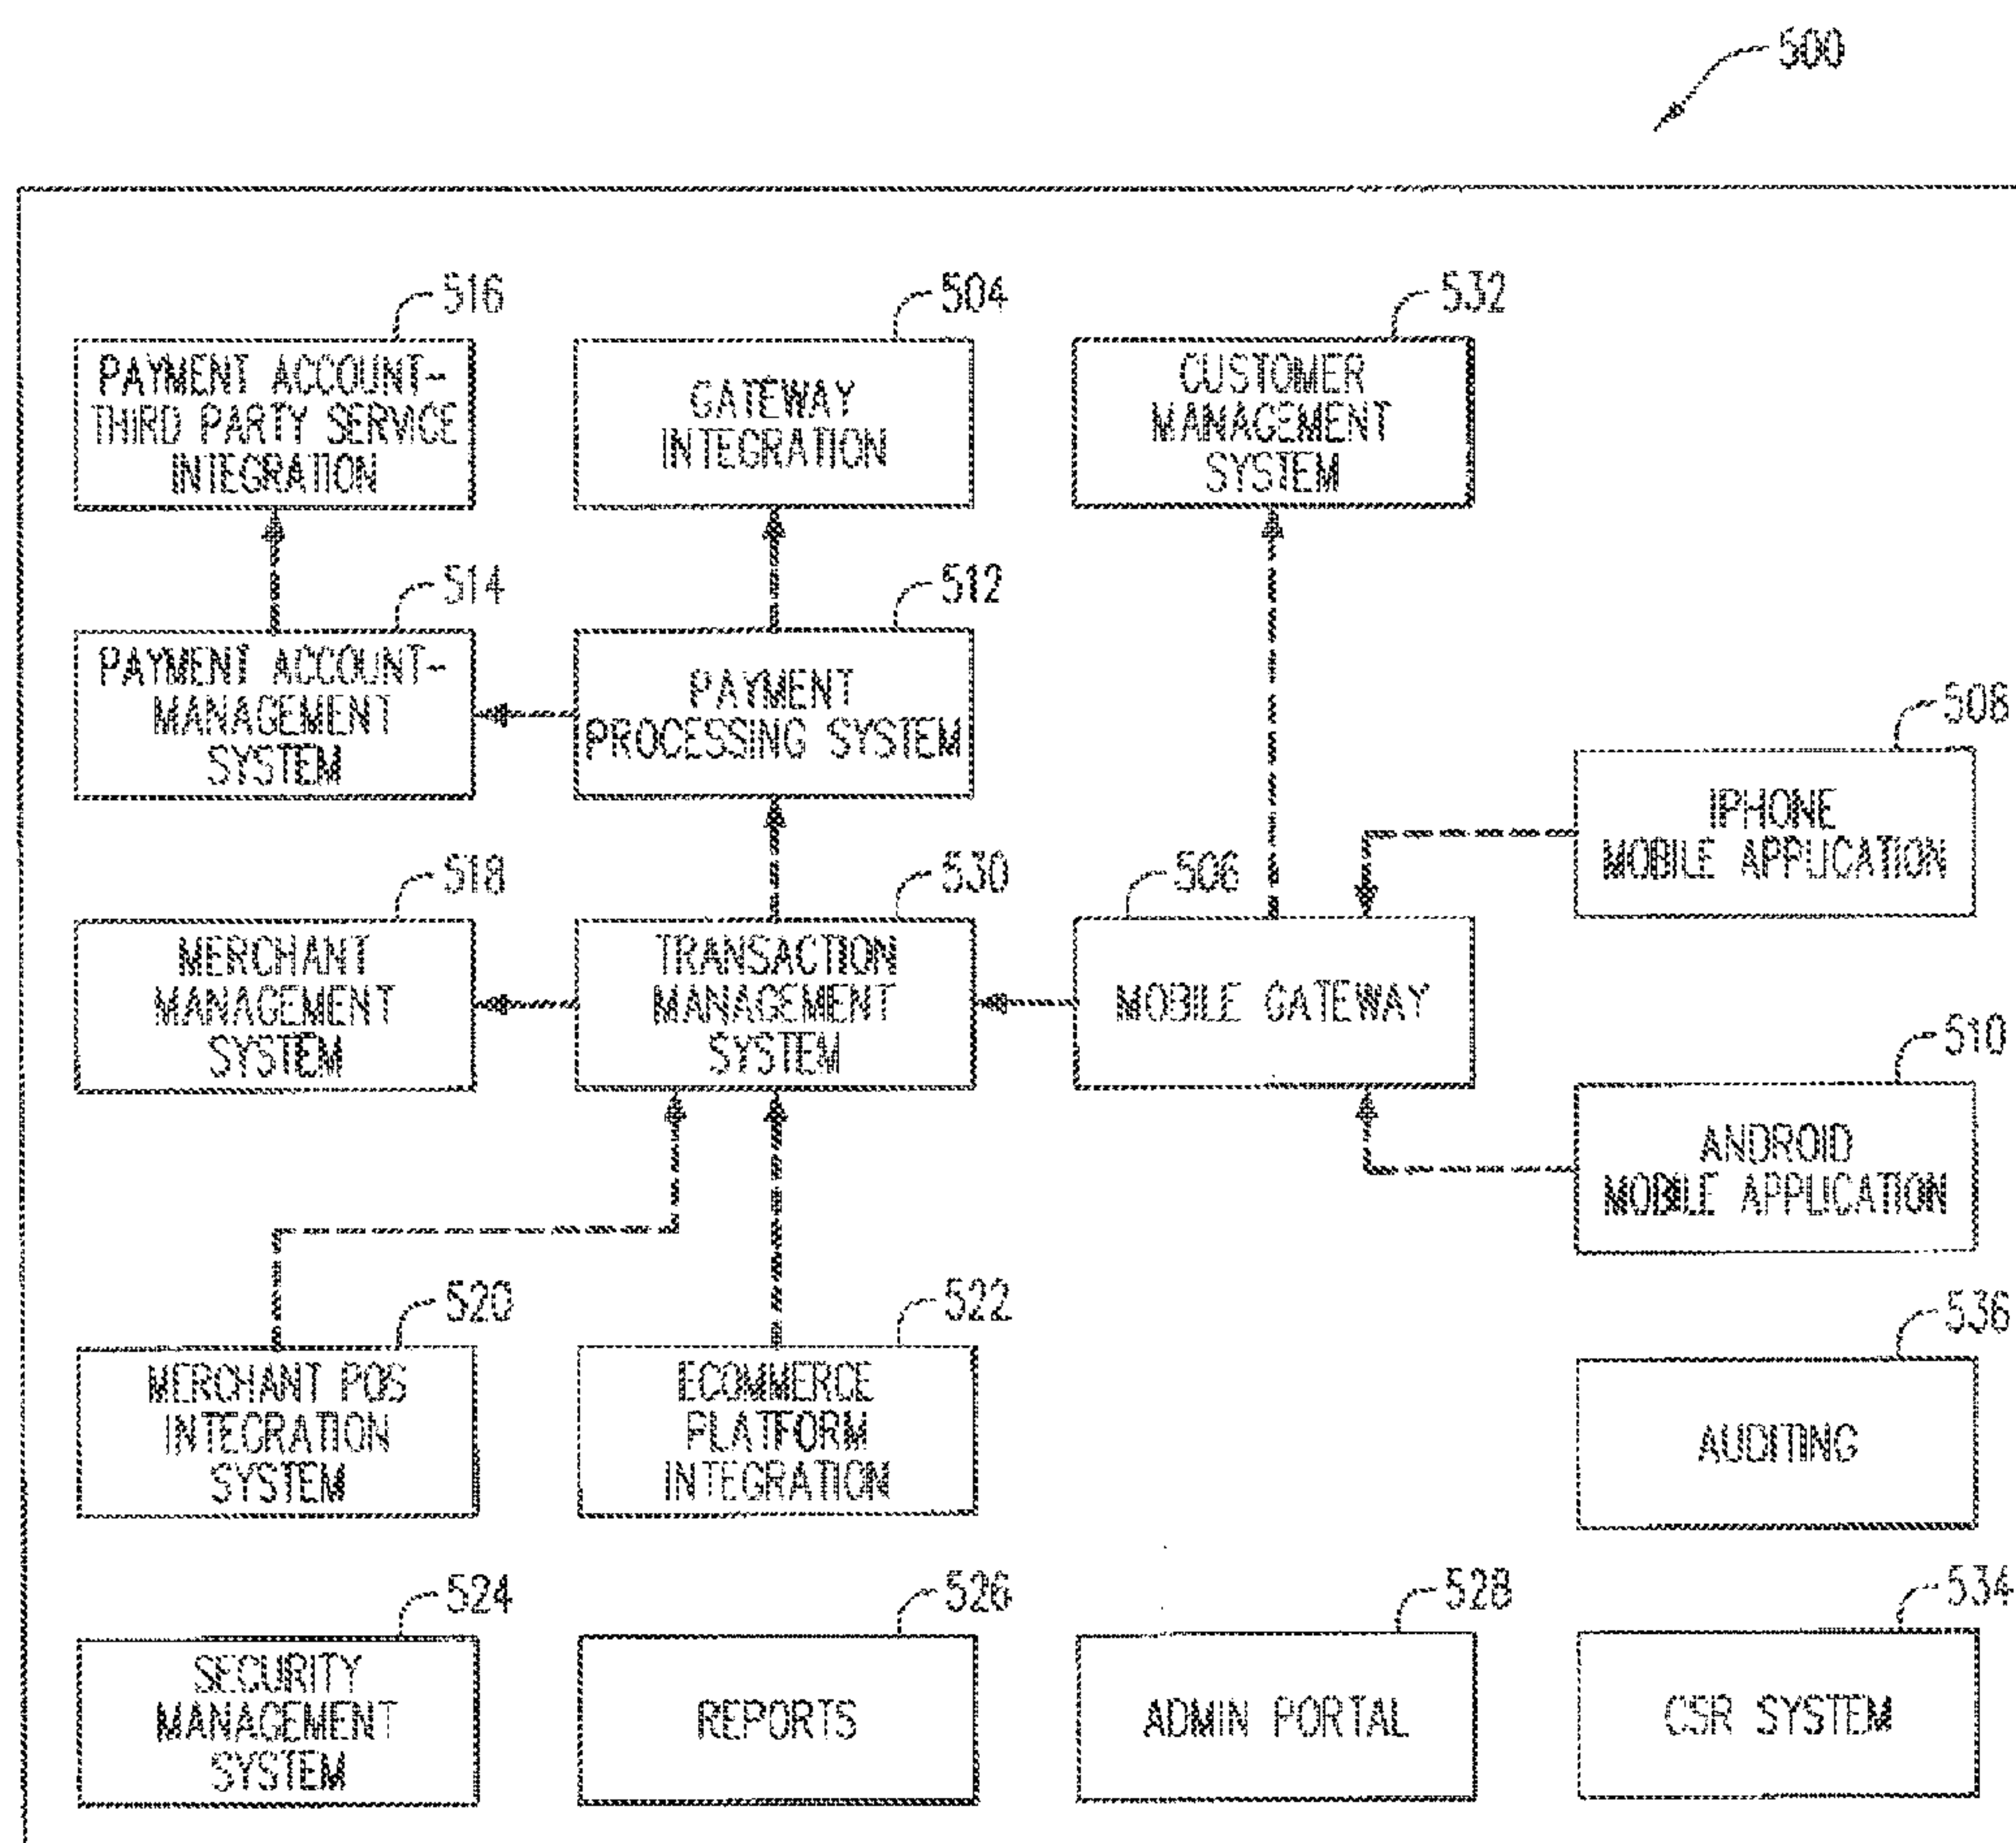 500
516
PAYMENT ACCOUNT-
THIRD PARTY SERVICE
INTEGRATION
504
GATEWAY
INTEGRATION
532
CUSTOMER
MANAGEMENT
SYSTEM
514
PAYMENT ACCOUNT-
MANAGEMENT
SYSTEM
512
PAYMENT
PROCESSING SYSTEM
508
IPHONE
MOBILE APPLICATION
518
MERCHANT
MANAGEMENT
SYSTEM
530
TRANSACTION
MANAGEMENT
SYSTEM
506
MOBILE GATEWAY
510
ANDROID
MOBILE APPLICATION
520
MERCHANT POS
INTEGRATION
SYSTEM
522
ECOMMERCE
PLATFORM
INTEGRATION
536
AUDITING
524
SECURITY
MANAGEMENT
SYSTEM
526
REPORTS
528
ADMIN PORTAL
534
CSR SYSTEM